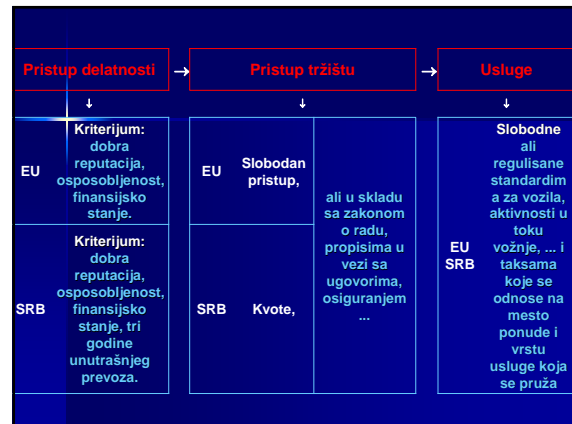 Pristup delatnosti → Pristup tržištu → Usluge
↓ ↓ ↓
EU
Kriterijum:
dobra
reputacija,
osposobljenost,
finansijsko
stanje.
SRB
Kriterijum:
dobra
reputacija,
osposobljenost,
finansijsko
stanje, tri
godine
unutrašnjeg
prevoza.
EU
Slobodan
pristup,
SRB
Kvote,
ali u skladu
sa zakonom
o radu,
propisima u
vezi sa
ugovorima,
osiguranjem
...
EU
SRB
Slobodne
ali
regulisane
standardim
a za vozila,
aktivnosti u
toku
vožnje, ... i
taksama
koje se
odnose na
mesto
ponude i
vrstu
usluge koja
se pruža